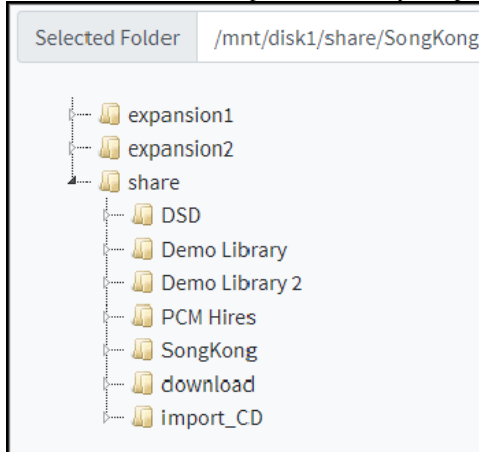 Selected Folder /mnt/disk1/share/SongKong
expansion1
expansion2
share
DSD
Demo Library
Demo Library 2
PCM Hires
SongKong
download
import_CD